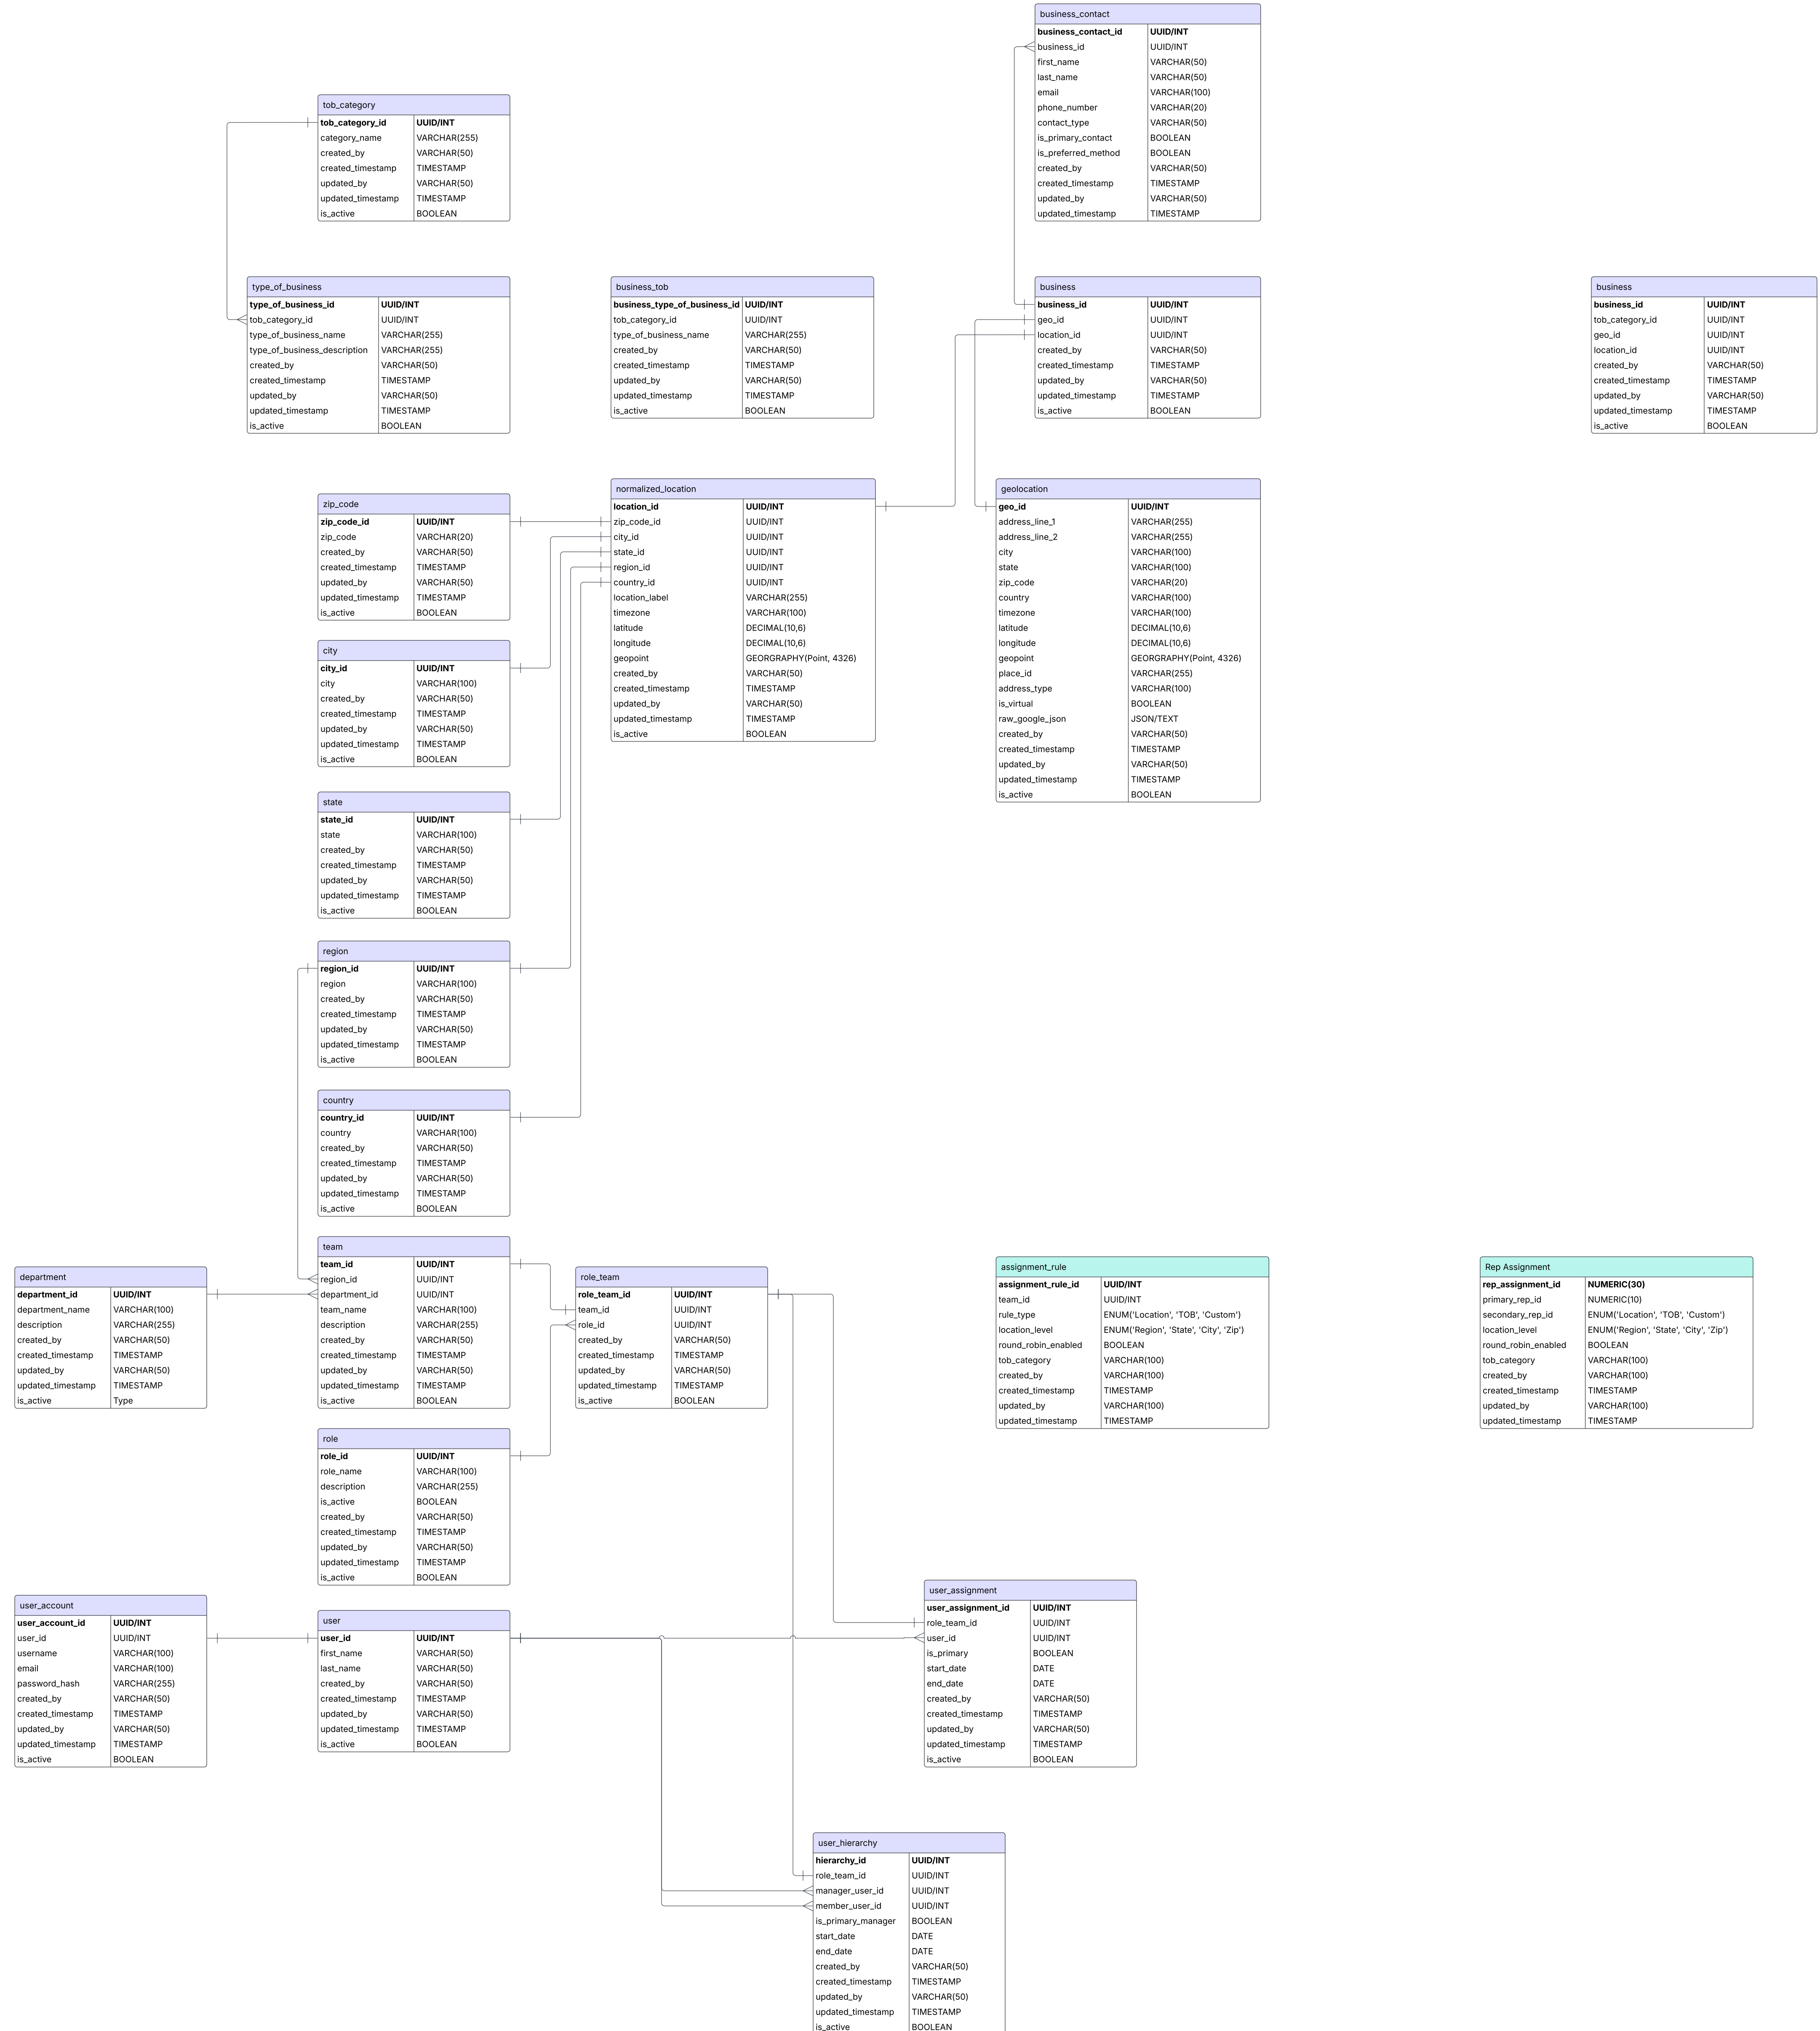 business_contact
business_contact_id UUID/INT
business_id UUID/INT
first_name VARCHAR(50)
last_name VARCHAR(50)
email VARCHAR(100)
phone_number VARCHAR(20)
contact_type VARCHAR(50)
is_primary_contact BOOLEAN
is_preferred_method BOOLEAN
created_by VARCHAR(50)
created_timestamp TIMESTAMP
updated_by VARCHAR(50)
updated_timestamp TIMESTAMP
tob_category
tob_category_id UUID/INT
category_name VARCHAR(255)
created_by VARCHAR(50)
created_timestamp TIMESTAMP
updated_by VARCHAR(50)
updated_timestamp TIMESTAMP
is_active BOOLEAN
type_of_business
type_of_business_id UUID/INT
tob_category_id UUID/INT
type_of_business_name VARCHAR(255)
type_of_business_description VARCHAR(255)
created_by VARCHAR(50)
created_timestamp TIMESTAMP
updated_by VARCHAR(50)
updated_timestamp TIMESTAMP
is_active BOOLEAN
business_tob
business_type_of_business_id UUID/INT
tob_category_id UUID/INT
type_of_business_name VARCHAR(255)
created_by VARCHAR(50)
created_timestamp TIMESTAMP
updated_by VARCHAR(50)
updated_timestamp TIMESTAMP
is_active BOOLEAN
business
business_id UUID/INT
geo_id UUID/INT
location_id UUID/INT
created_by VARCHAR(50)
created_timestamp TIMESTAMP
updated_by VARCHAR(50)
updated_timestamp TIMESTAMP
is_active BOOLEAN
business
business_id UUID/INT
tob_category_id UUID/INT
geo_id UUID/INT
location_id UUID/INT
created_by VARCHAR(50)
created_timestamp TIMESTAMP
updated_by VARCHAR(50)
updated_timestamp TIMESTAMP
is_active BOOLEAN
zip_code
zip_code_id UUID/INT
zip_code VARCHAR(20)
created_by VARCHAR(50)
created_timestamp TIMESTAMP
updated_by VARCHAR(50)
updated_timestamp TIMESTAMP
is_active BOOLEAN
normalized_location
location_id UUID/INT
zip_code_id UUID/INT
city_id UUID/INT
state_id UUID/INT
region_id UUID/INT
country_id UUID/INT
location_label VARCHAR(255)
timezone VARCHAR(100)
latitude DECIMAL(10,6)
longitude DECIMAL(10,6)
geopoint GEORGRAPHY(Point, 4326)
created_by VARCHAR(50)
created_timestamp TIMESTAMP
updated_by VARCHAR(50)
updated_timestamp TIMESTAMP
is_active BOOLEAN
geolocation
geo_id UUID/INT
address_line_1 VARCHAR(255)
address_line_2 VARCHAR(255)
city VARCHAR(100)
state VARCHAR(100)
zip_code VARCHAR(20)
country VARCHAR(100)
timezone VARCHAR(100)
latitude DECIMAL(10,6)
longitude DECIMAL(10,6)
geopoint GEORGRAPHY(Point, 4326)
place_id VARCHAR(255)
address_type VARCHAR(100)
is_virtual BOOLEAN
raw_google_json JSON/TEXT
created_by VARCHAR(50)
created_timestamp TIMESTAMP
updated_by VARCHAR(50)
updated_timestamp TIMESTAMP
is_active BOOLEAN
city
city_id UUID/INT
city VARCHAR(100)
created_by VARCHAR(50)
created_timestamp TIMESTAMP
updated_by VARCHAR(50)
updated_timestamp TIMESTAMP
is_active BOOLEAN
state
state_id UUID/INT
state VARCHAR(100)
created_by VARCHAR(50)
created_timestamp TIMESTAMP
updated_by VARCHAR(50)
updated_timestamp TIMESTAMP
is_active BOOLEAN
region
region_id UUID/INT
region VARCHAR(100)
created_by VARCHAR(50)
created_timestamp TIMESTAMP
updated_by VARCHAR(50)
updated_timestamp TIMESTAMP
is_active BOOLEAN
country
country_id UUID/INT
country VARCHAR(100)
created_by VARCHAR(50)
created_timestamp TIMESTAMP
updated_by VARCHAR(50)
updated_timestamp TIMESTAMP
is_active BOOLEAN
department
department_id UUID/INT
department_name VARCHAR(100)
description VARCHAR(255)
created_by VARCHAR(50)
created_timestamp TIMESTAMP
updated_by VARCHAR(50)
updated_timestamp TIMESTAMP
is_active Type
team
team_id UUID/INT
region_id UUID/INT
department_id UUID/INT
team_name VARCHAR(100)
description VARCHAR(255)
created_by VARCHAR(50)
created_timestamp TIMESTAMP
updated_by VARCHAR(50)
updated_timestamp TIMESTAMP
is_active BOOLEAN
role_team
role_team_id UUID/INT
team_id UUID/INT
role_id UUID/INT
created_by VARCHAR(50)
created_timestamp TIMESTAMP
updated_by VARCHAR(50)
updated_timestamp TIMESTAMP
is_active BOOLEAN
assignment_rule
assignment_rule_id UUID/INT
team_id UUID/INT
rule_type ENUM('Location', 'TOB', 'Custom')
location_level ENUM('Region', 'State', 'City', 'Zip')
round_robin_enabled BOOLEAN
tob_category VARCHAR(100)
created_by VARCHAR(100)
created_timestamp TIMESTAMP
updated_by VARCHAR(100)
updated_timestamp TIMESTAMP
Rep Assignment
rep_assignment_id NUMERIC(30)
primary_rep_id NUMERIC(10)
secondary_rep_id ENUM('Location', 'TOB', 'Custom')
location_level ENUM('Region', 'State', 'City', 'Zip')
round_robin_enabled BOOLEAN
tob_category VARCHAR(100)
created_by VARCHAR(100)
created_timestamp TIMESTAMP
updated_by VARCHAR(100)
updated_timestamp TIMESTAMP
role
role_id UUID/INT
role_name VARCHAR(100)
description VARCHAR(255)
is_active BOOLEAN
created_by VARCHAR(50)
created_timestamp TIMESTAMP
updated_by VARCHAR(50)
updated_timestamp TIMESTAMP
is_active BOOLEAN
user_account
user_account_id UUID/INT
user_id UUID/INT
username VARCHAR(100)
email VARCHAR(100)
password_hash VARCHAR(255)
created_by VARCHAR(50)
created_timestamp TIMESTAMP
updated_by VARCHAR(50)
updated_timestamp TIMESTAMP
is_active BOOLEAN
user
user_id UUID/INT
first_name VARCHAR(50)
last_name VARCHAR(50)
created_by VARCHAR(50)
created_timestamp TIMESTAMP
updated_by VARCHAR(50)
updated_timestamp TIMESTAMP
is_active BOOLEAN
user_assignment
user_assignment_id UUID/INT
role_team_id UUID/INT
user_id UUID/INT
is_primary BOOLEAN
start_date DATE
end_date DATE
created_by VARCHAR(50)
created_timestamp TIMESTAMP
updated_by VARCHAR(50)
updated_timestamp TIMESTAMP
is_active BOOLEAN
user_hierarchy
hierarchy_id UUID/INT
role_team_id UUID/INT
manager_user_id UUID/INT
member_user_id UUID/INT
is_primary_manager BOOLEAN
start_date DATE
end_date DATE
created_by VARCHAR(50)
created_timestamp TIMESTAMP
updated_by VARCHAR(50)
updated_timestamp TIMESTAMP
is_active BOOLEAN